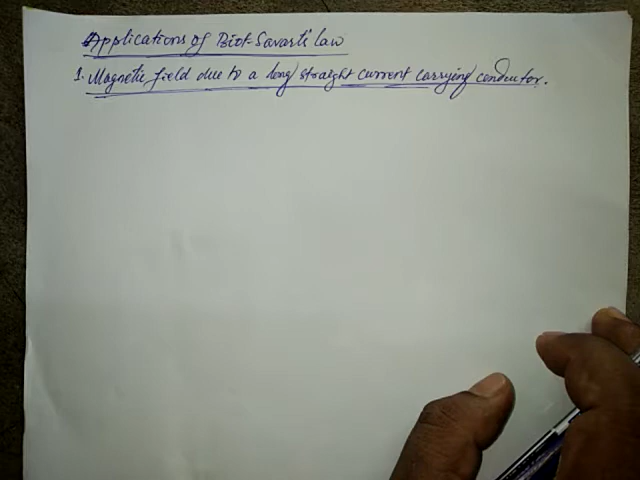 Applications of Biot-Savart's law
1. Magnetic field due to a long straight current carrying conductor.